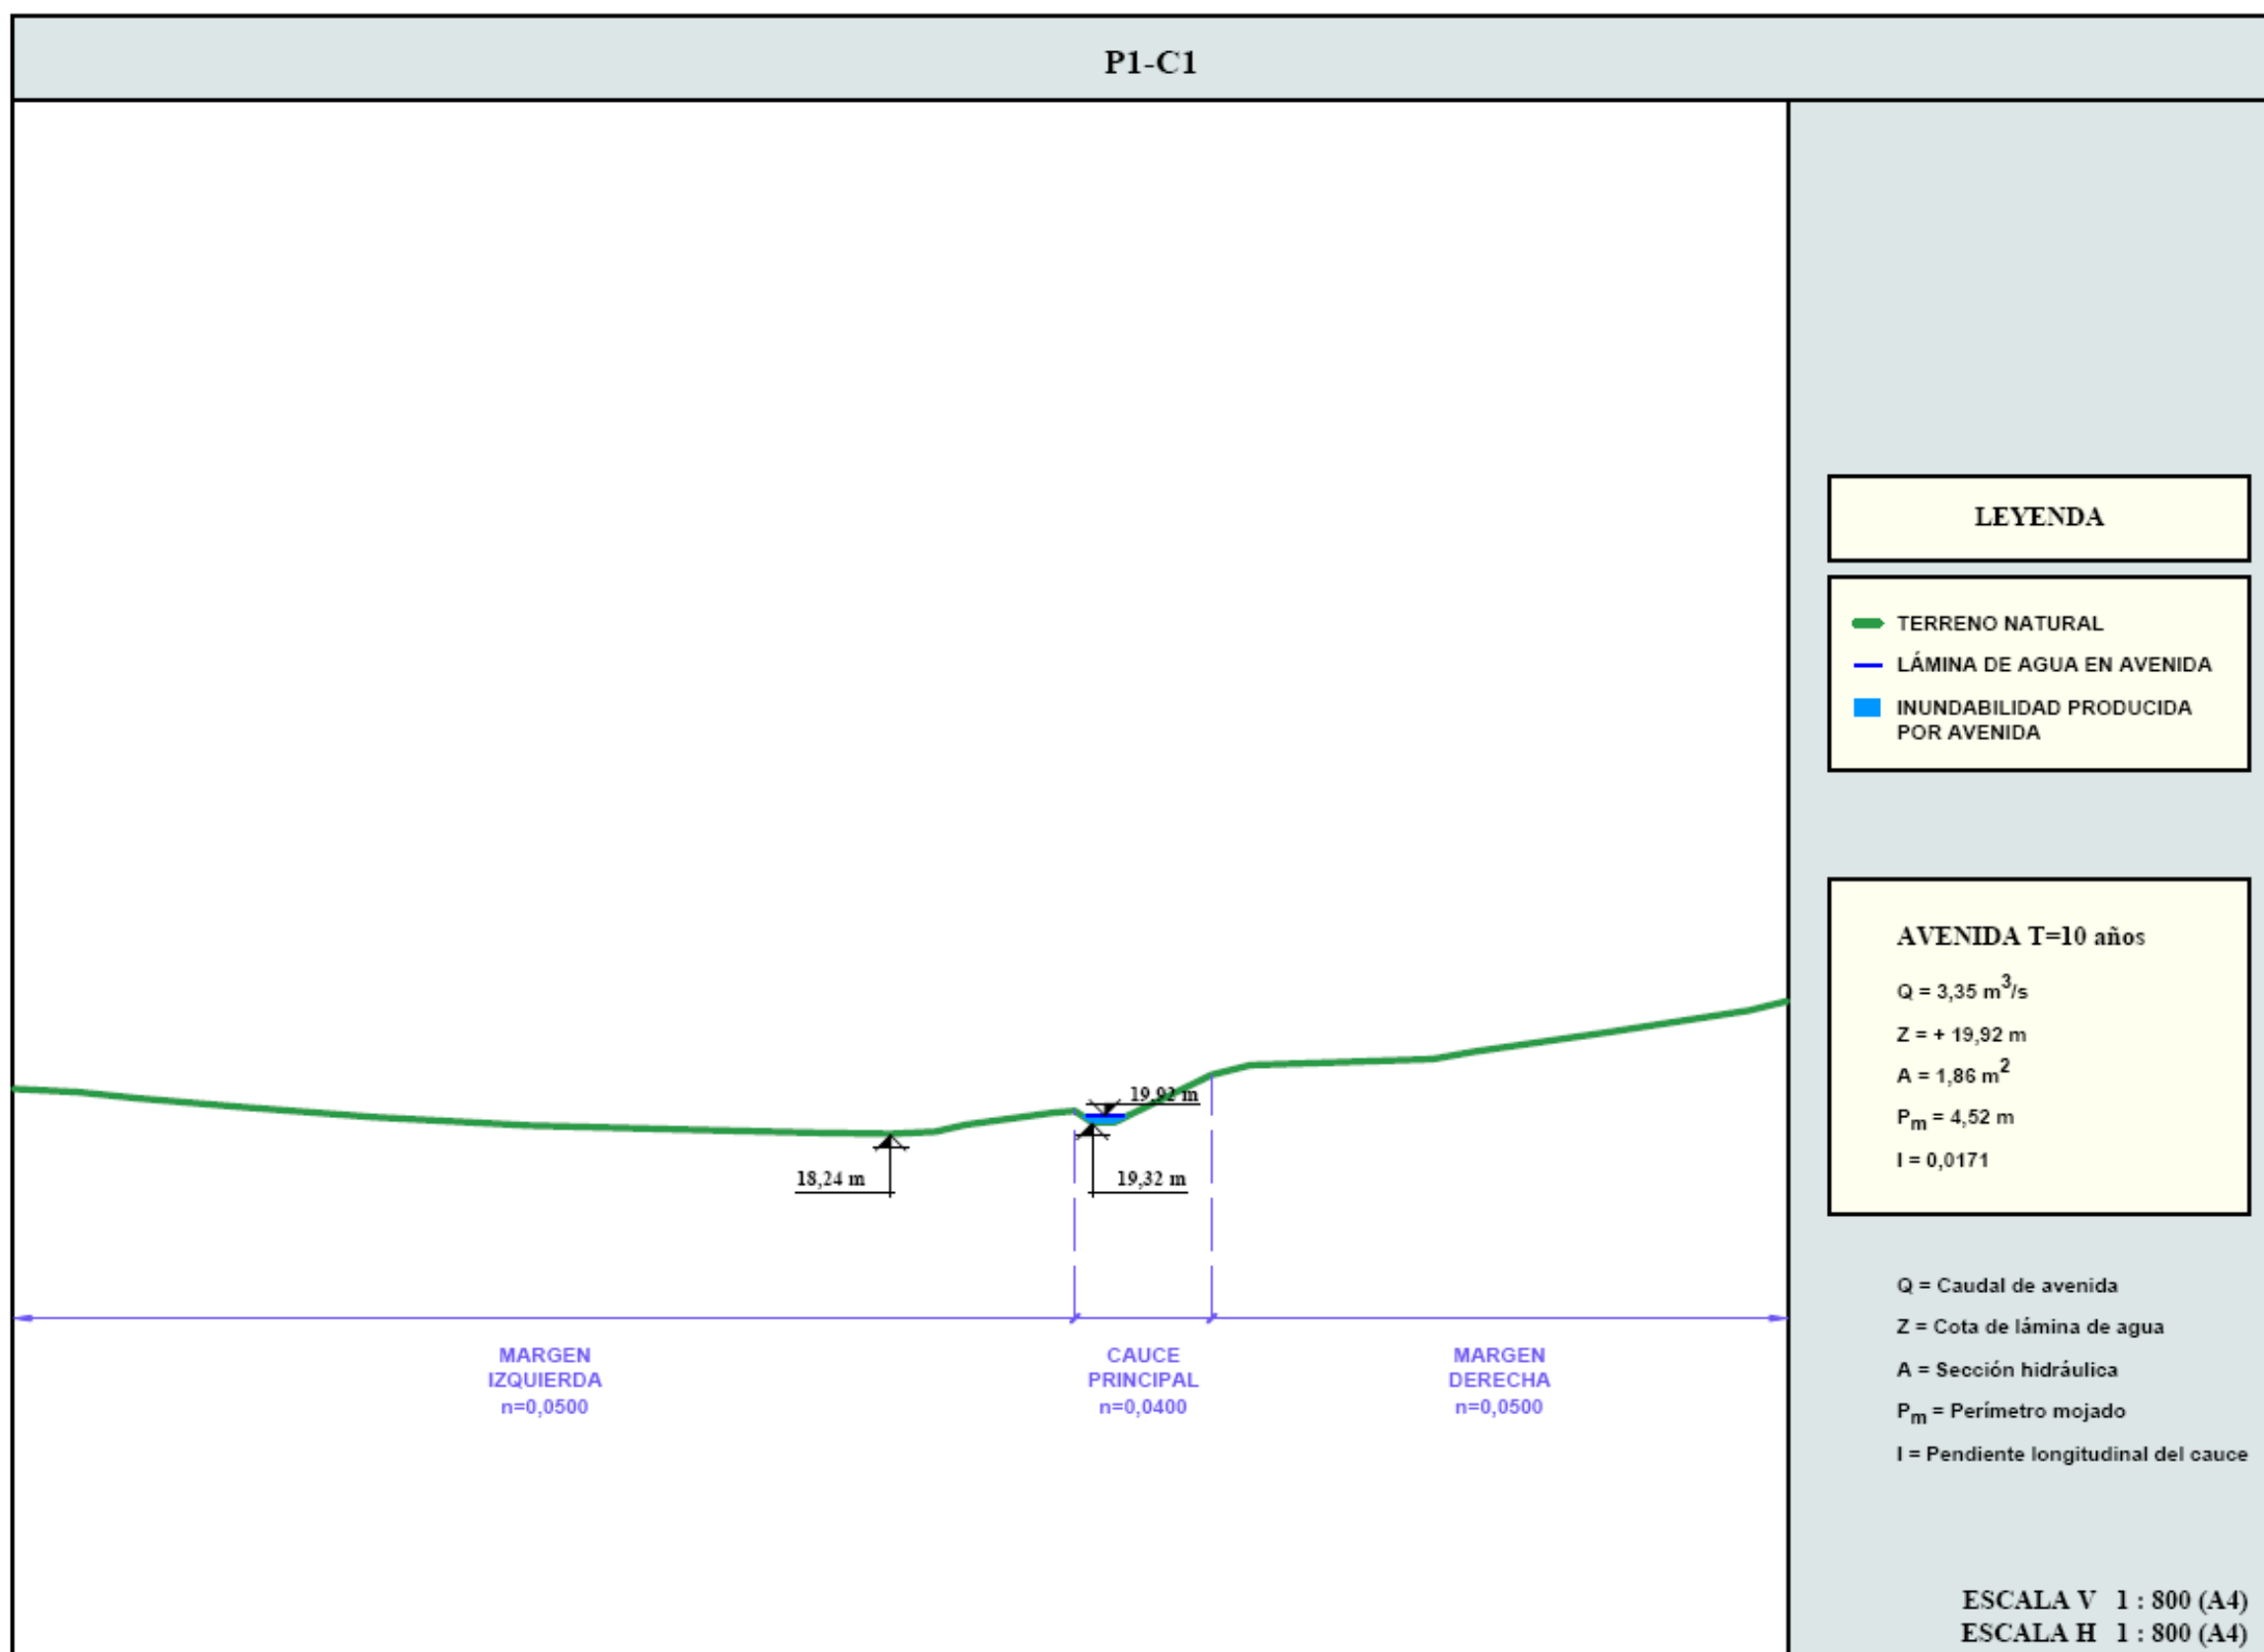 P1-C1
LEYENDA
TERRENO NATURAL
LÁMINA DE AGUA EN AVENIDA
INUNDABILIDAD PRODUCIDA
POR AVENIDA
AVENIDA T=10 años
Q = 3,35 m³/s
Z = + 19,92 m
A = 1,86 m²
Pm = 4,52 m
I = 0,0171
19,92 m
18,24 m
19,32 m
MARGEN
IZQUIERDA
n=0,0500
CAUCE
PRINCIPAL
n=0,0400
MARGEN
DERECHA
n=0,0500
Q = Caudal de avenida
Z = Cota de lámina de agua
A = Sección hidráulica
Pm = Perímetro mojado
I = Pendiente longitudinal del cauce
ESCALA V 1 : 800 (A4)
ESCALA H 1 : 800 (A4)